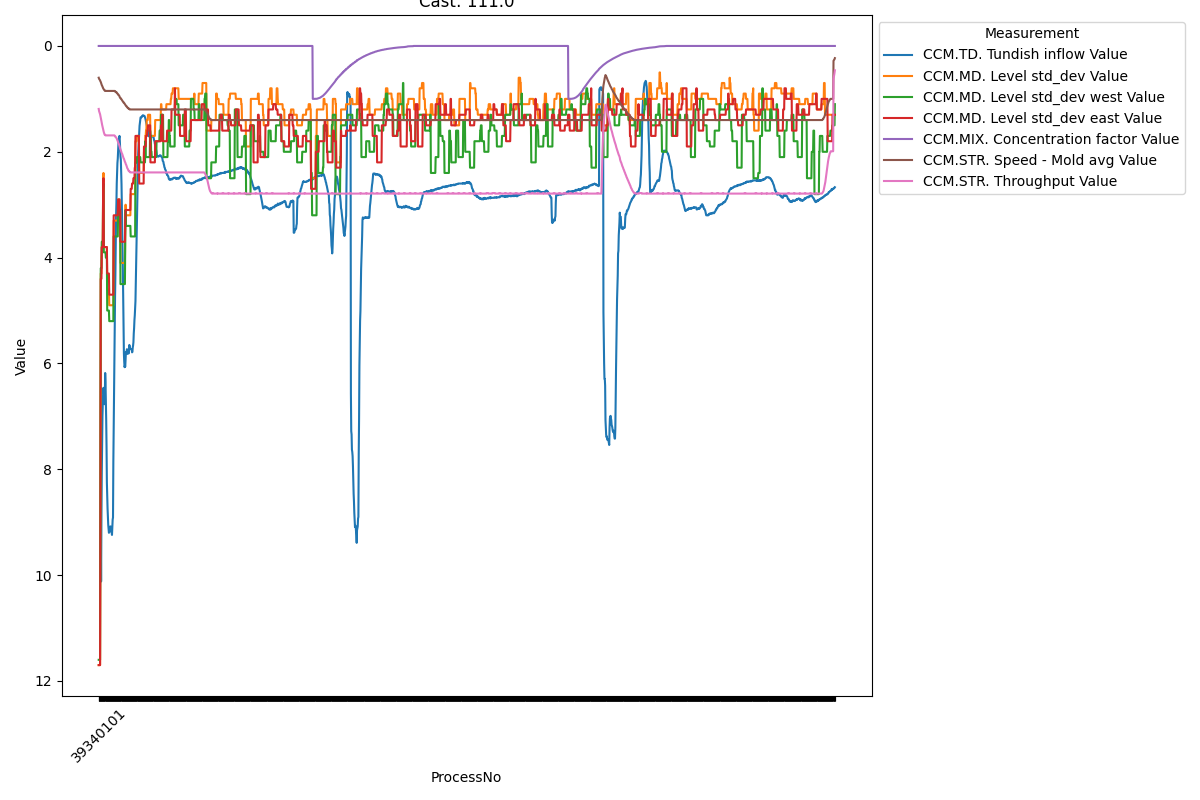 Cast: 111.0
Measurement
CCM.TD. Tundish inflow Value
CCM.MD. Level std_dev Value
CCM.MD. Level std_dev west Value
CCM.MD. Level std_dev east Value
CCM.MIX. Concentration factor Value
CCM.STR. Speed - Mold avg Value
CCM.STR. Throughput Value
Value
0
2
4
6
8
10
12
39340101
ProcessNo